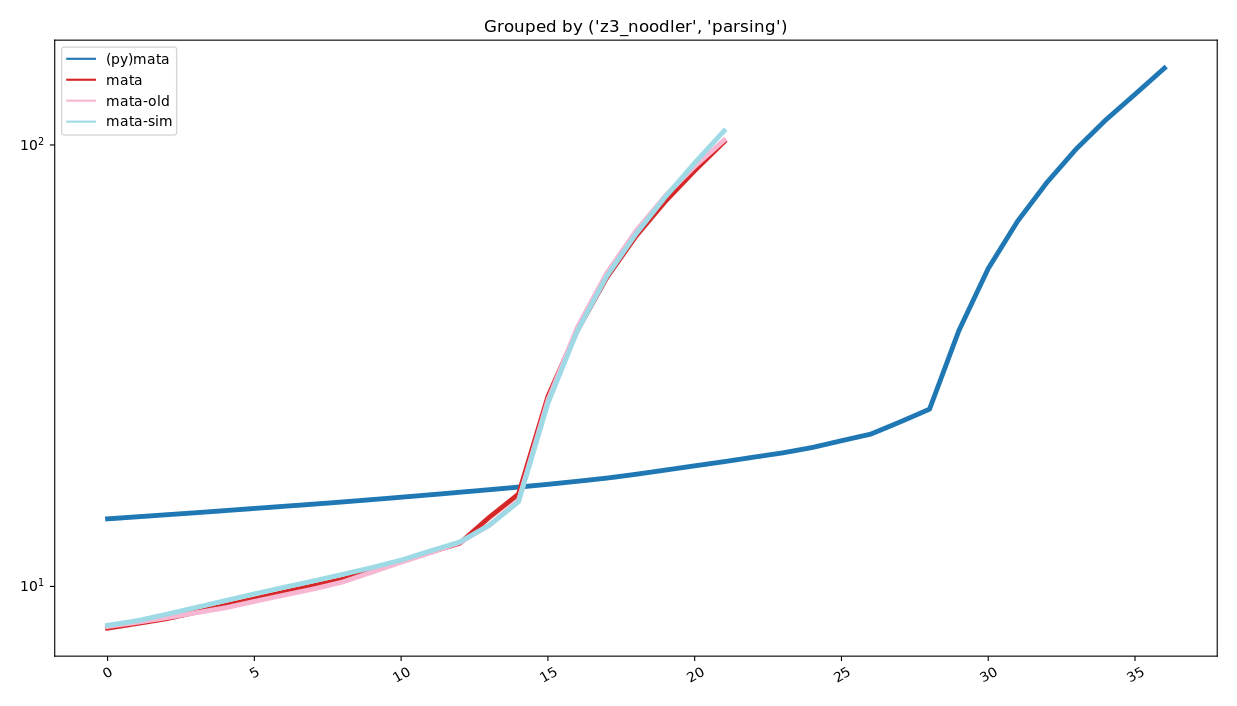 Grouped by ('z3_noodler', 'parsing')
(py)mata
mata
mata-old
mata-sim
10²
10¹
0 5 10 15 20 25 30 35